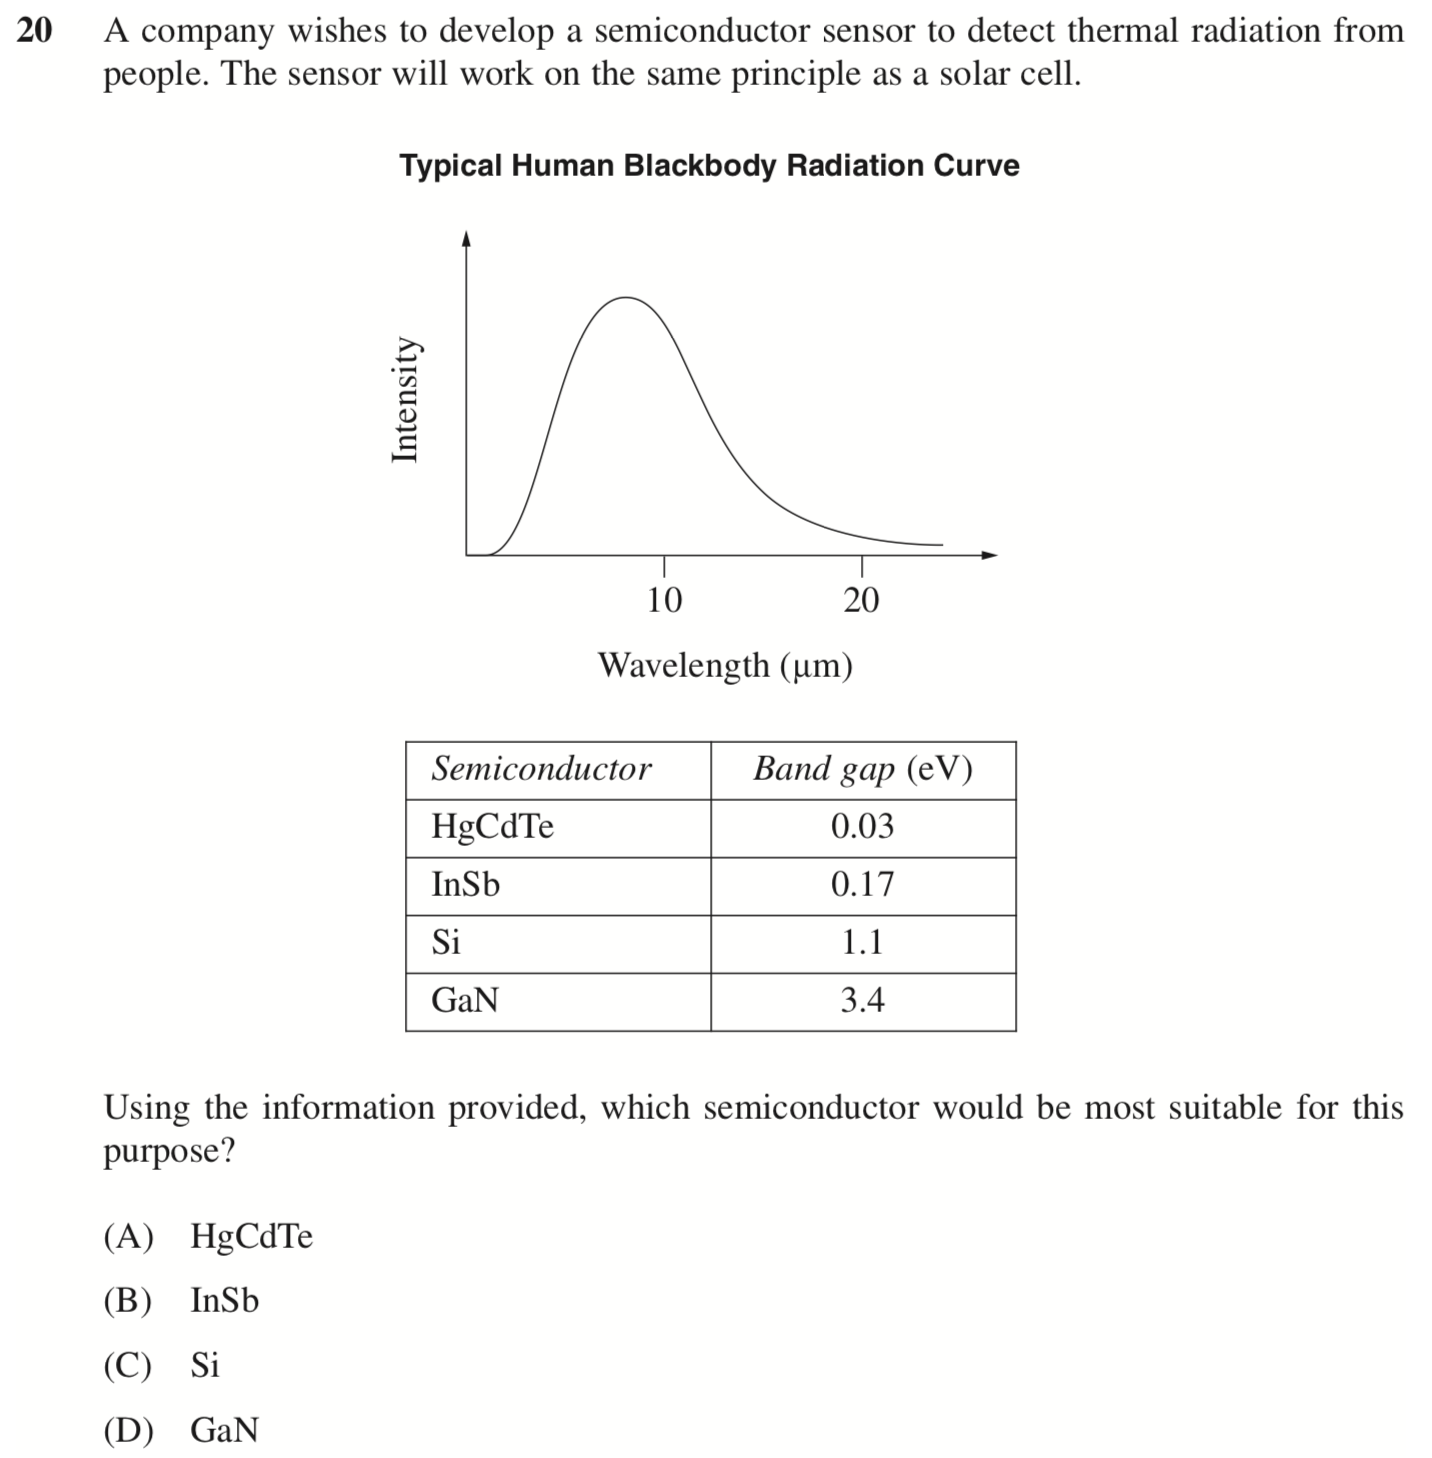 20 A company wishes to develop a semiconductor sensor to detect thermal radiation from
people. The sensor will work on the same principle as a solar cell.
Typical Human Blackbody Radiation Curve
Intensity
10 20
Wavelength (μm)
Semiconductor Band gap (eV)
HgCdTe 0.03
InSb 0.17
Si 1.1
GaN 3.4
Using the information provided, which semiconductor would be most suitable for this
purpose?
(A) HgCdTe
(B) InSb
(C) Si
(D) GaN